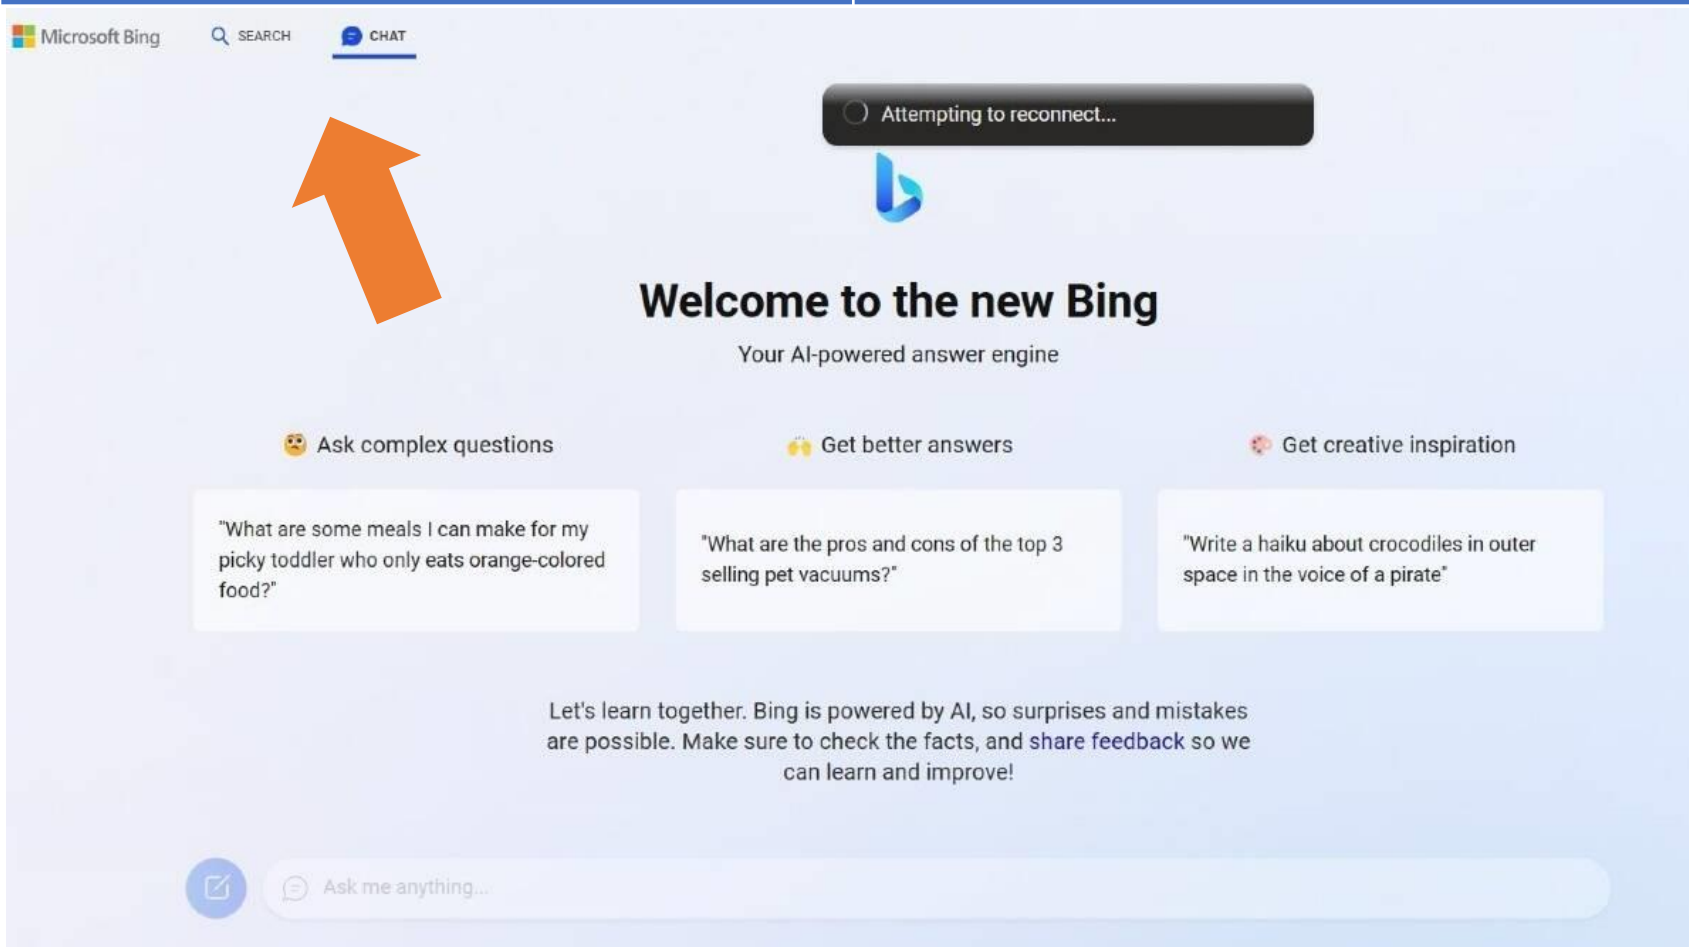 Microsoft Bing
SEARCH
CHAT
Attempting to reconnect...
Welcome to the new Bing
Your AI-powered answer engine
Ask complex questions
Get better answers
Get creative inspiration
"What are some meals I can make for my
picky toddler who only eats orange-colored
food?"
"What are the pros and cons of the top 3
selling pet vacuums?"
"Write a haiku about crocodiles in outer
space in the voice of a pirate"
Let's learn together. Bing is powered by AI, so surprises and mistakes
are possible. Make sure to check the facts, and share feedback so we
can learn and improve!
Ask me anything...